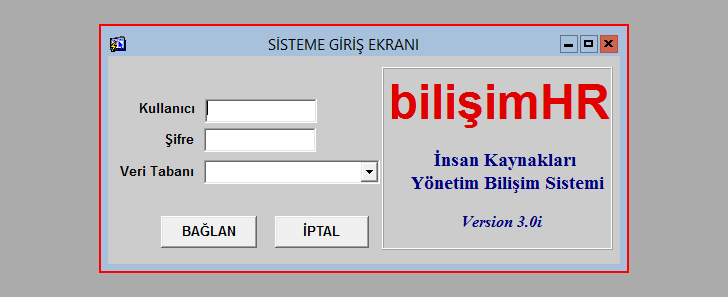 SİSTEME GİRİŞ EKRANI
Kullanıcı
Şifre
Veri Tabanı
BAĞLAN
İPTAL
bilişimHR
İnsan Kaynakları
Yönetim Bilişim Sistemi
Version 3.0i